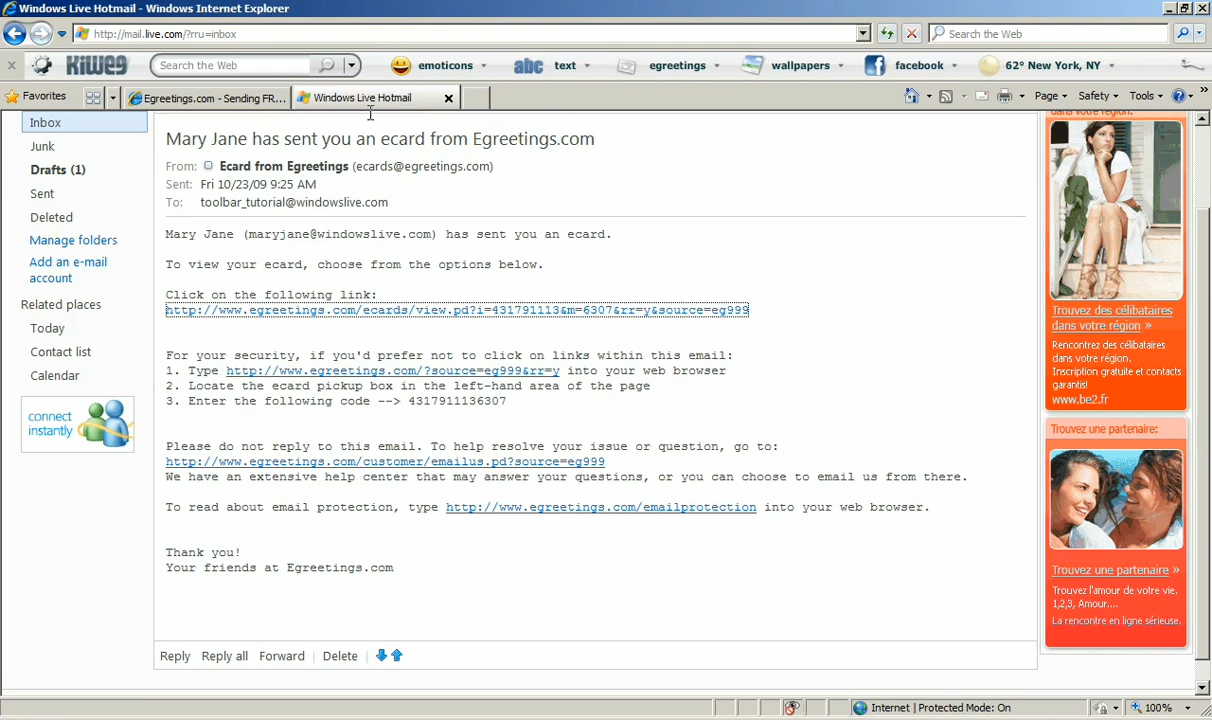 Windows Live Hotmail - Windows Internet Explorer
http://mail.live.com/?rru=inbox
Search the Web
KIWEG
Search the Web
emoticons
abc text
greetings
wallpapers
facebook
62° New York, NY
Favorites
Egreetings.com - Sending FR...
Windows Live Hotmail
Page
Safety
Tools
Inbox
Junk
Drafts (1)
Sent
Deleted
Manage folders
Add an e-mail
account
Related places
Today
Contact list
Calendar
connect
instantly
Mary Jane has sent you an ecard from Egreetings.com
From: Ecard from Egreetings (ecards@egreetings.com)
Sent: Fri 10/23/09 9:25 AM
To: toolbar_tutorial@windowslive.com
Mary Jane (maryjane@windowslive.com) has sent you an ecard.
To view your ecard, choose from the options below.
Click on the following link:
http://www.egreetings.com/ecards/view.pd?i=431791113&m=6307&rr=y&source=eg999
For your security, if you'd prefer not to click on links within this email:
1. Type http://www.egreetings.com/?source=eg999&rr=y into your web browser
2. Locate the ecard pickup box in the left-hand area of the page
3. Enter the following code --> 4317911136307
Please do not reply to this email. To help resolve your issue or question, go to:
http://www.egreetings.com/customer/emailus.pd?source=eg999
We have an extensive help center that may answer your questions, or you can choose to email us from there.
To read about email protection, type http://www.egreetings.com/emailprotection into your web browser.
Thank you!
Your friends at Egreetings.com
Reply Reply all Forward Delete
Trouvez des célibataires
dans votre région »
Rencontrez des célibataires
dans votre région.
Inscription gratuite et contacts
garantis!
www.be2.fr
Trouvez une partenaire:
Trouvez une partenaire »
Trouvez l'amour de votre vie.
1,2,3, Amour....
La rencontre en ligne sérieuse.
Internet | Protected Mode: On
100%